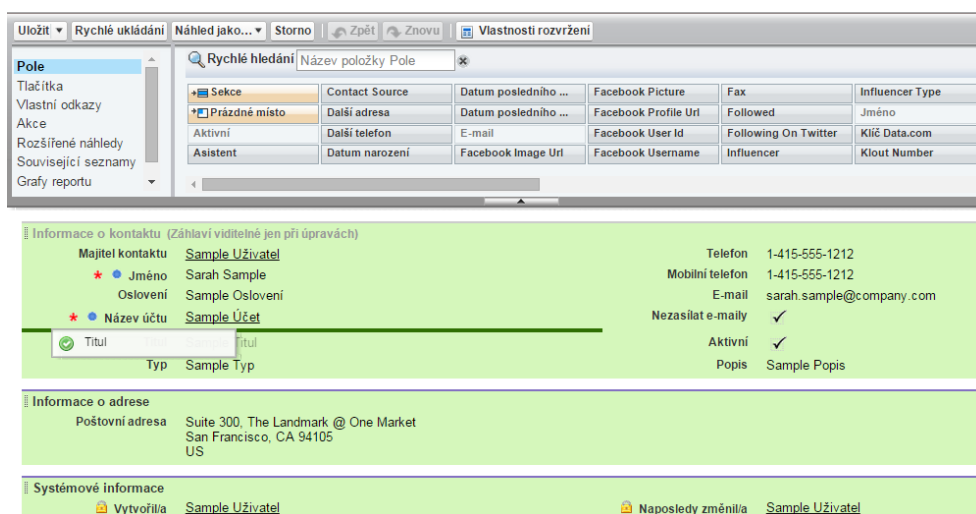 Uložit Rychlé ukládání Náhled jako... Storno Zpět Znovu Vlastnosti rozvržení
Pole
Tlačítka
Vlastní odkazy
Akce
Rozšířené náhledy
Související seznamy
Grafy reportu
Rychlé hledání Název položky Pole
Sekce Contact Source Datum posledního ... Facebook Picture Fax Influencer Type
Prázdné místo Další adresa Datum posledního ... Facebook Profile Url Followed Jméno
Aktivní Další telefon E-mail Facebook User Id Following On Twitter Klíč Data.com
Asistent Datum narození Facebook Image Url Facebook Username Influencer Klout Number
Informace o kontaktu (Záhlaví viditelné jen při úpravách)
Majitel kontaktu Sample Uživatel Telefon 1-415-555-1212
* Jméno Sarah Sample Mobilní telefon 1-415-555-1212
Oslovení Sample Oslovení E-mail sarah.sample@company.com
* Název účtu Sample Účet Nezasílat e-maily ✓
Titul Titul Sample Titul Aktivní ✓
Typ Sample Typ Popis Sample Popis
Informace o adrese
Poštovní adresa Suite 300, The Landmark @ One Market
San Francisco, CA 94105
US
Systémové informace
Vytvořil/a Sample Uživatel Naposledy změnil/a Sample Uživatel